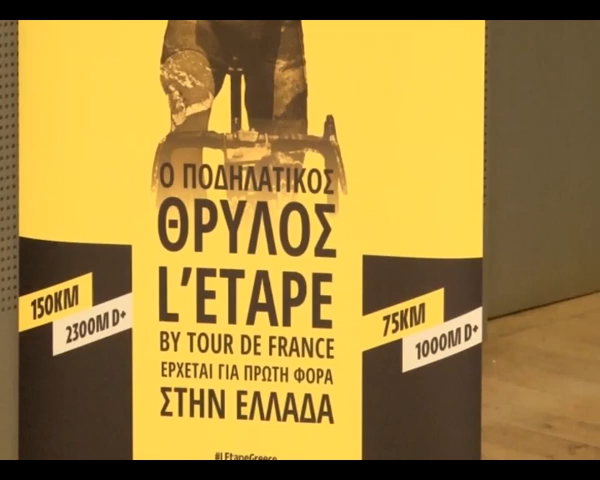 Ο ΠΟΔΗΛΑΤΙΚΟΣ
ΘΡΥΛΟΣ
L'ETAPE
BY TOUR DE FRANCE
ΕΡΧΕΤΑΙ ΓΙΑ ΠΡΩΤΗ ΦΟΡΑ
ΣΤΗΝ ΕΛΛΑΔΑ
150KM
2300M D+
75KM
1000M D+
#LEtapeGreece